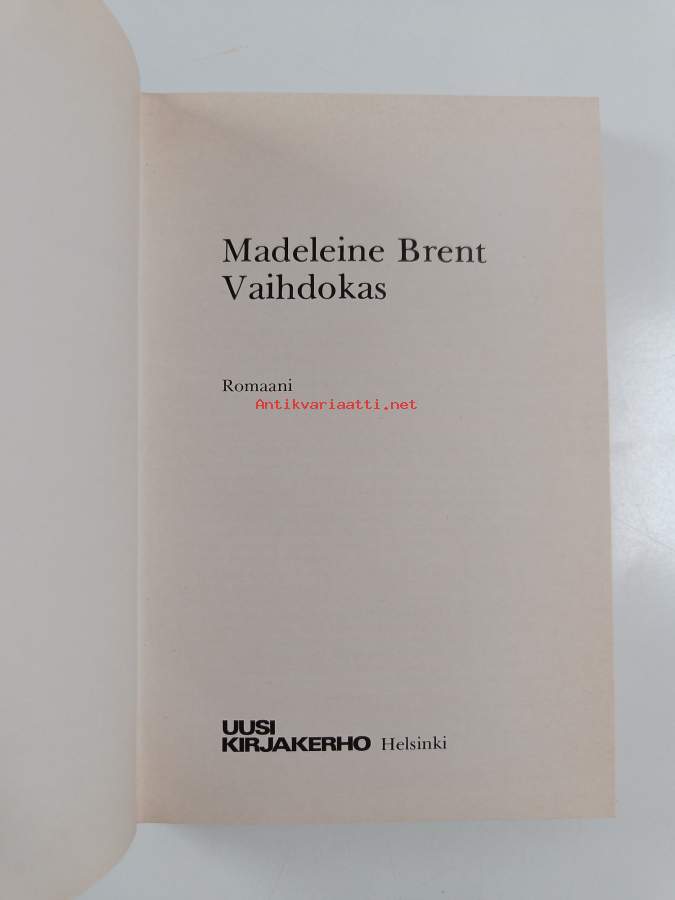 Madeleine Brent
Vaihdokas
Romaani
Antikvariaatti.net
UUSI
KIRJAKERHO Helsinki